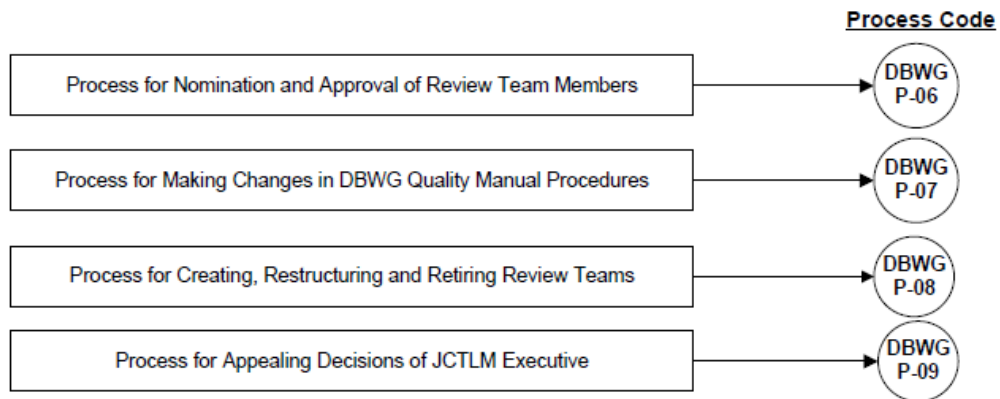 Process Code
Process for Nomination and Approval of Review Team Members
DBWG
P-06
Process for Making Changes in DBWG Quality Manual Procedures
DBWG
P-07
Process for Creating, Restructuring and Retiring Review Teams
DBWG
P-08
Process for Appealing Decisions of JCTLM Executive
DBWG
P-09